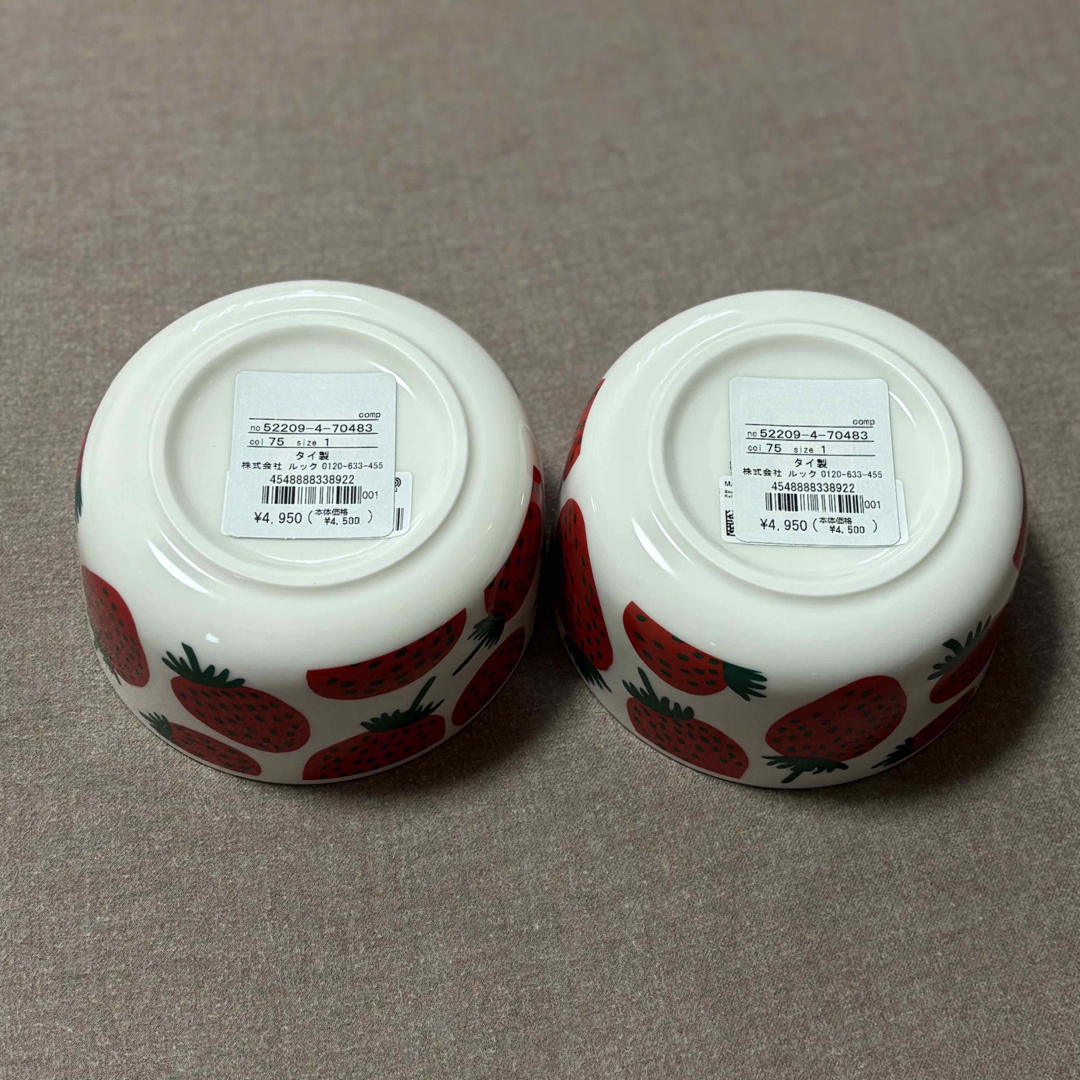 comp
no 52209-4-70483
col 75 size 1
タイ製
株式会社 ルック 0120-633-455
4548888338922
001
¥4,950 (本体価格 ¥4,500 )
comp
no 52209-4-70483
col 75 size 1
タイ製
株式会社 ルック 0120-633-455
4548888338922
001
¥4,950 (本体価格 ¥4,500 )